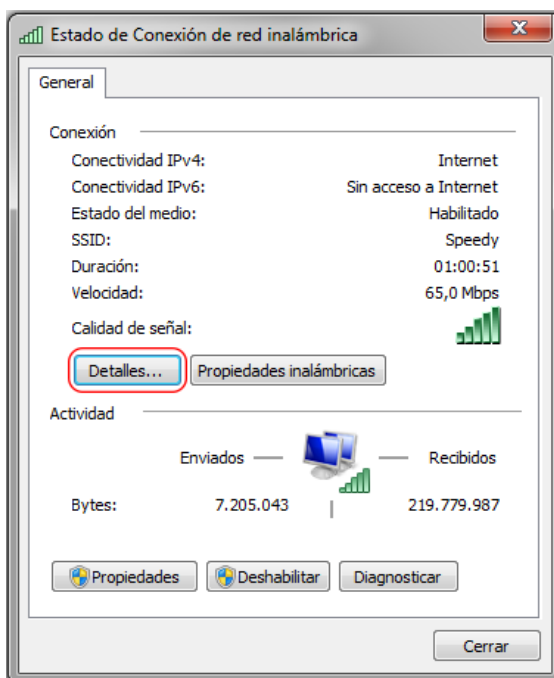 Estado de Conexión de red inalámbrica
General
Conexión
Conectividad IPv4: Internet
Conectividad IPv6: Sin acceso a Internet
Estado del medio: Habilitado
SSID: Speedy
Duración: 01:00:51
Velocidad: 65,0 Mbps
Calidad de señal:
Detalles... Propiedades inalámbricas
Actividad
Enviados Recibidos
Bytes: 7.205.043 219.779.987
Propiedades Deshabilitar Diagnosticar
Cerrar